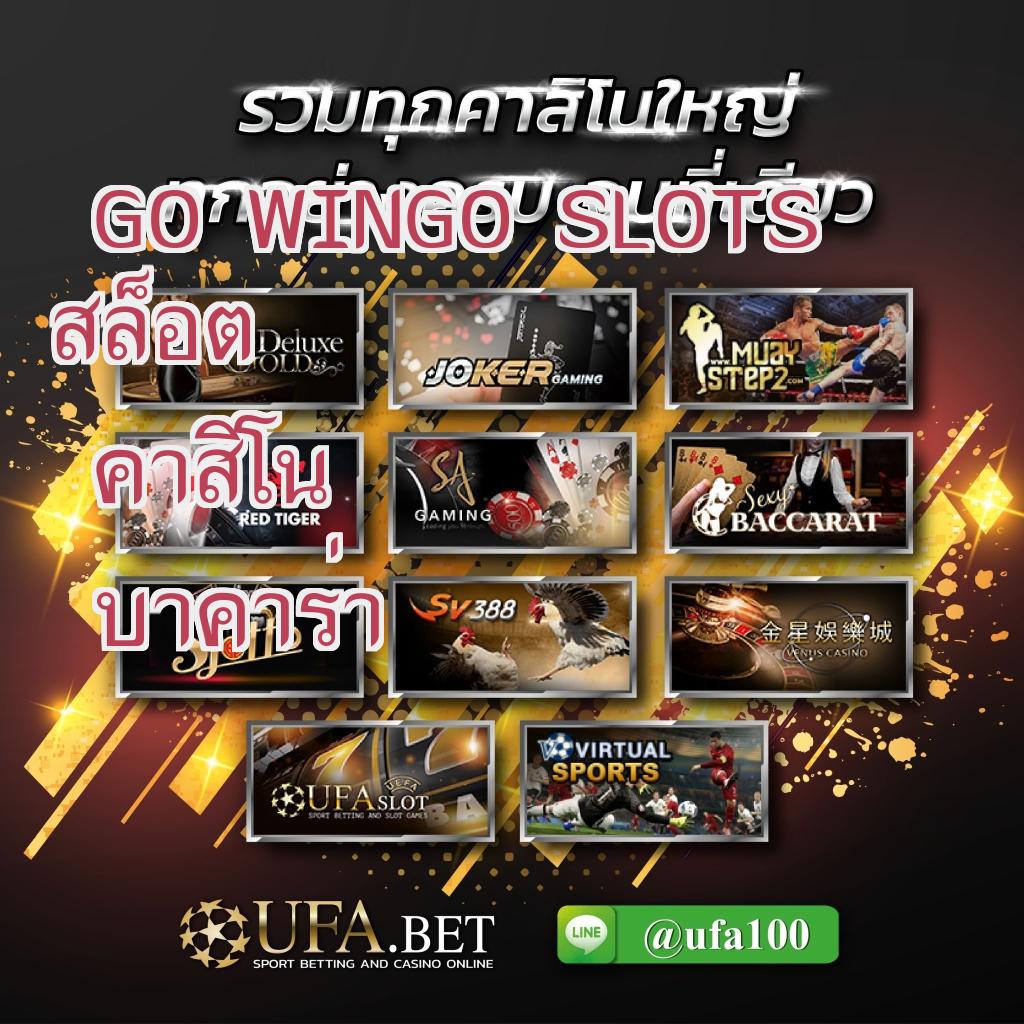 รวมทุกคาสิโนใหญ่
GO WINGO SLOTS
สล็อต
Deluxe
JOKER GAMING
WWW.MUAY
STEP2.COM
คาสิโน
RED TIGER
SA
GAMING
Sexy
BACCARAT
บาคาร่า
SV388
金星娛樂城
VENUS CASINO
UEFA
UFA SLOT
SPORT BETTING AND SLOT GAMES
VIRTUAL
SPORTS
UFA.BET
SPORT BETTING AND CASINO ONLINE
LINE
@ufa100